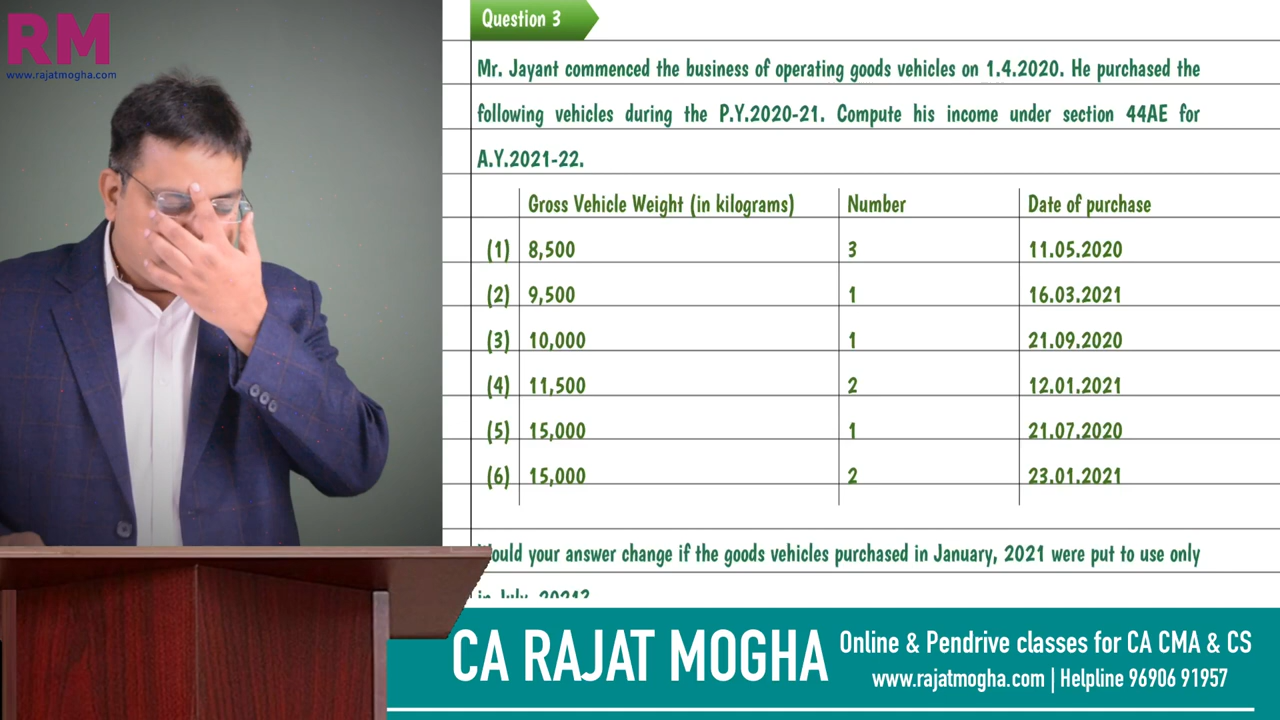 RM
www.rajatmogha.com
Question 3
Mr. Jayant commenced the business of operating goods vehicles on 1.4.2020. He purchased the
following vehicles during the P.Y.2020-21. Compute his income under section 44AE for
A.Y.2021-22.
Gross Vehicle Weight (in kilograms) Number Date of purchase
(1) 8,500 3 11.05.2020
(2) 9,500 1 16.03.2021
(3) 10,000 1 21.09.2020
(4) 11,500 2 12.01.2021
(5) 15,000 1 21.07.2020
(6) 15,000 2 23.01.2021
Would your answer change if the goods vehicles purchased in January, 2021 were put to use only
in July, 2021?
CA RAJAT MOGHA
Online & Pendrive classes for CA CMA & CS
www.rajatmogha.com | Helpline 96906 91957